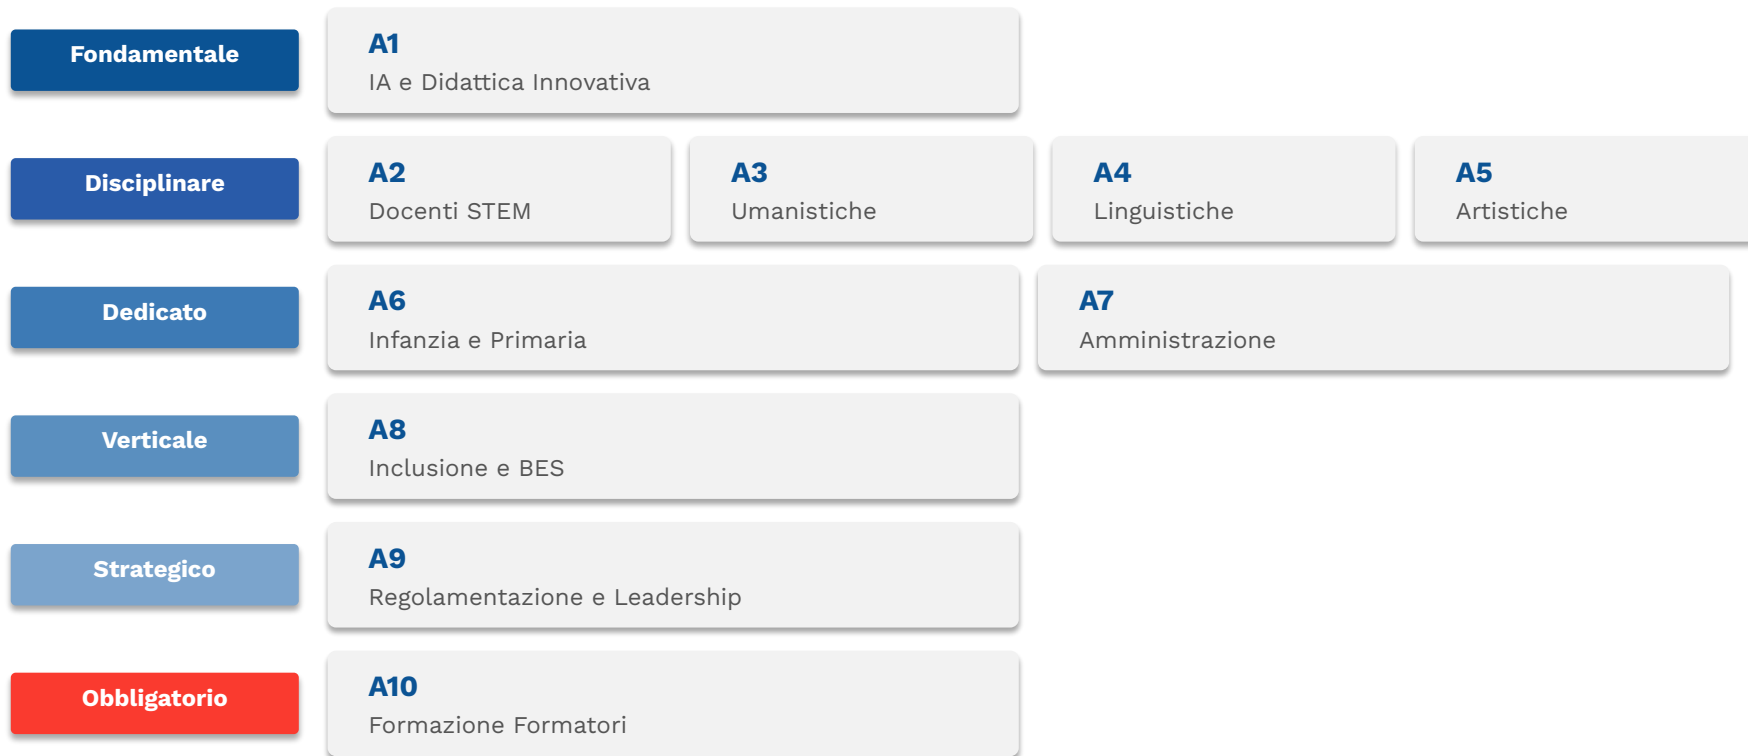 Fondamentale
A1
IA e Didattica Innovativa
Disciplinare
A2
Docenti STEM
A3
Umanistiche
A4
Linguistiche
A5
Artistiche
Dedicato
A6
Infanzia e Primaria
A7
Amministrazione
Verticale
A8
Inclusione e BES
Strategico
A9
Regolamentazione e Leadership
Obbligatorio
A10
Formazione Formatori